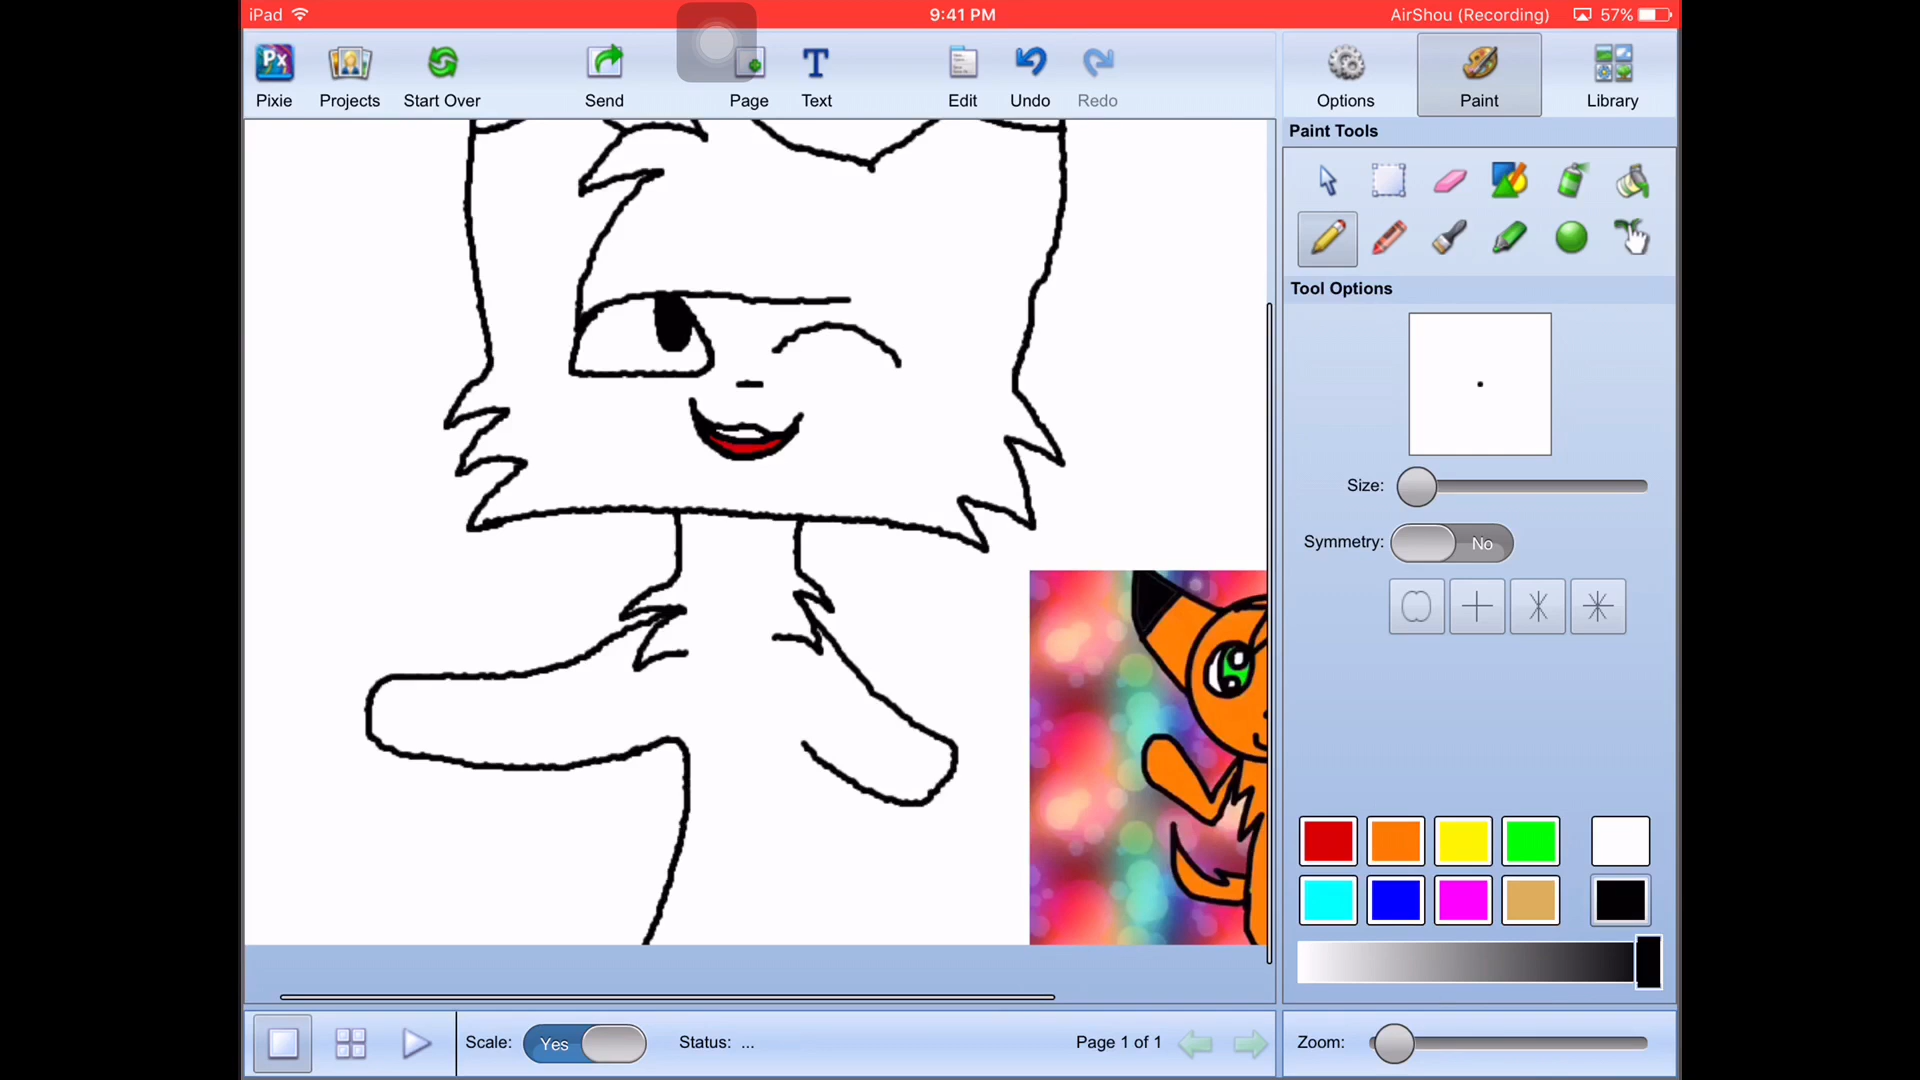 iPad 9:41 PM AirShou (Recording) 57%
Px
Pixie Projects Start Over Send Page Text Edit Undo Redo Options Paint Library
Paint Tools
Tool Options
Size:
Symmetry: No
Scale: Yes Status: ... Page 1 of 1 Zoom: